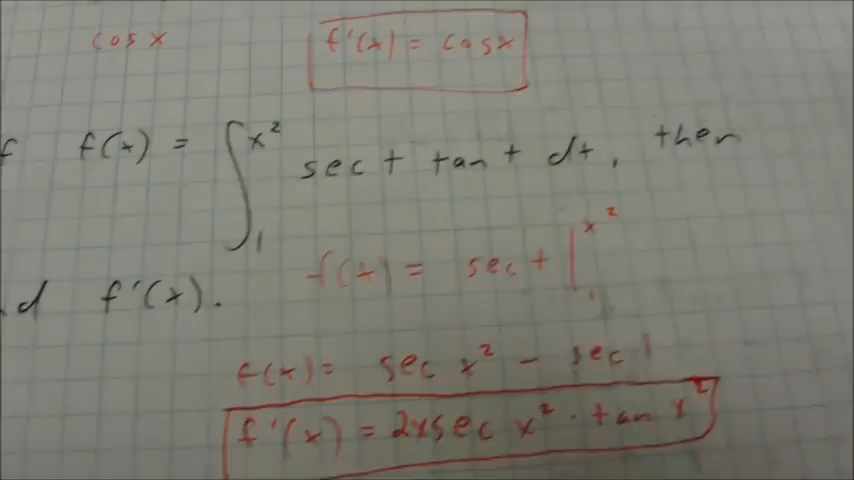 cos x
f'(x) = cos x
f f(x) = ∫₁^x² sec t tan t dt, then
d f'(x).
f(x) = sec t |₁^x²
f(x) = sec x² - sec 1
f'(x) = 2x sec x² · tan x²